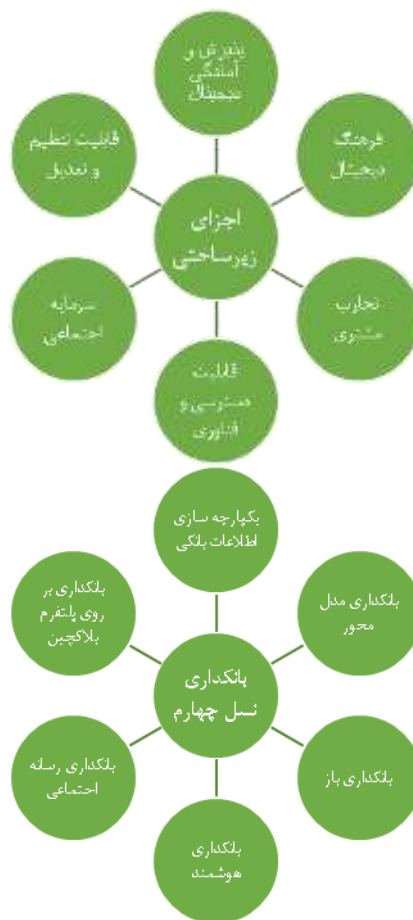 پذیرش و
آمادگی
دیجیتال
فرهنگ
دیجیتال
قابلیت تنظیم
و تعدیل
اجزای
زیرساختی
تجارب
مشتری
سرمایه
اجتماعی
قابلیت
دسترسی و
فناوری
یکپارچه سازی
اطلاعات بانکی
بانکداری مدل
محور
بانکداری بر
روی پلتفرم
بلاکچین
بانکداری
نسل چهارم
بانکداری باز
بانکداری رسانه
اجتماعی
بانکداری
هوشمند